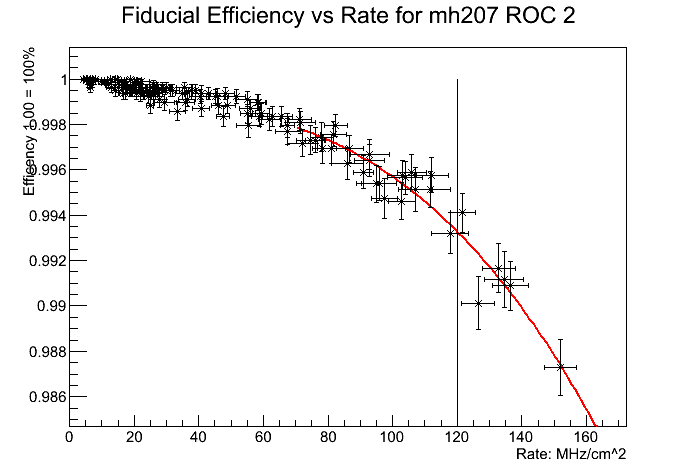 Fiducial Efficiency vs Rate for mh207 ROC 2
Efficency 1.00 = 100%
1
0.998
0.996
0.994
0.992
0.99
0.988
0.986
0 20 40 60 80 100 120 140 160
Rate: MHz/cm^2